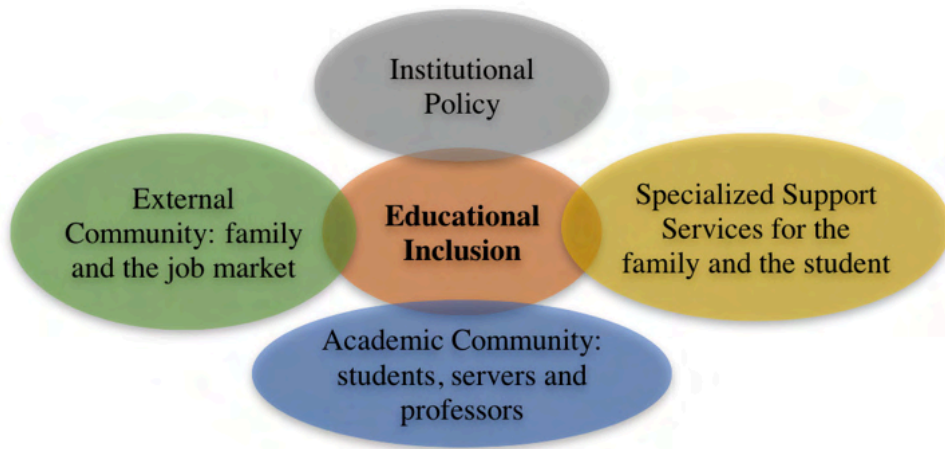 Institutional
Policy
External
Community: family
and the job market
Educational
Inclusion
Specialized Support
Services for the
family and the student
Academic Community:
students, servers and
professors